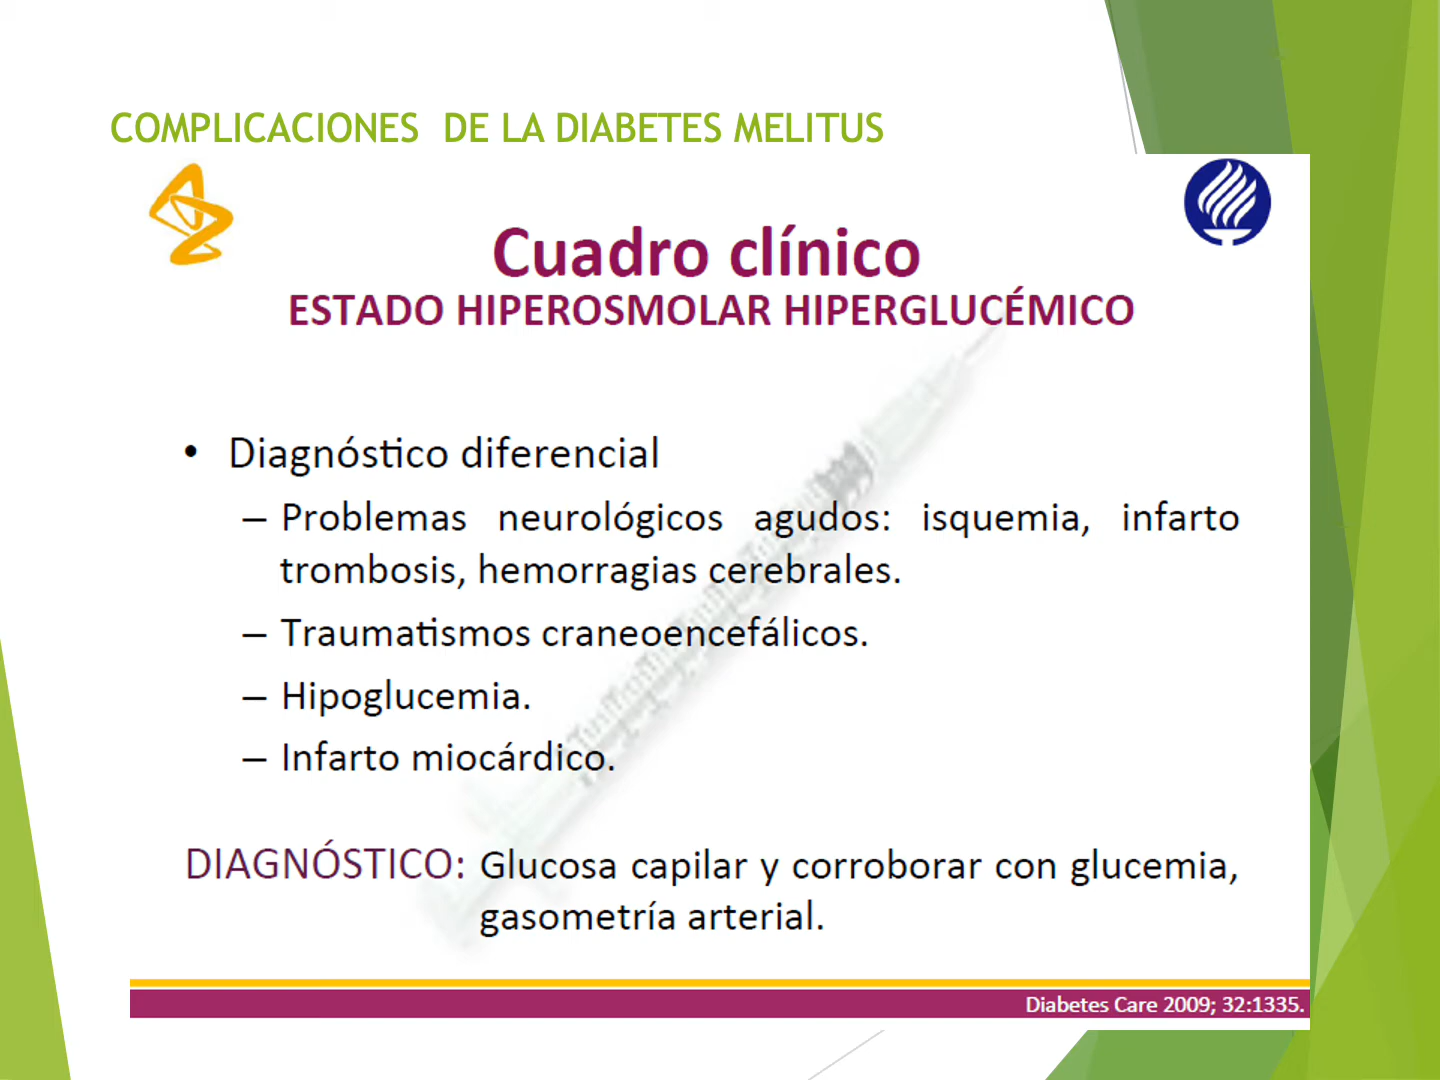 COMPLICACIONES DE LA DIABETES MELITUS
Cuadro clínico
ESTADO HIPEROSMOLAR HIPERGLUCÉMICO
• Diagnóstico diferencial
– Problemas neurológicos agudos: isquemia, infarto
trombosis, hemorragias cerebrales.
– Traumatismos craneoencefálicos.
– Hipoglucemia.
– Infarto miocárdico.
DIAGNÓSTICO: Glucosa capilar y corroborar con glucemia,
gasometría arterial.
Diabetes Care 2009; 32:1335.